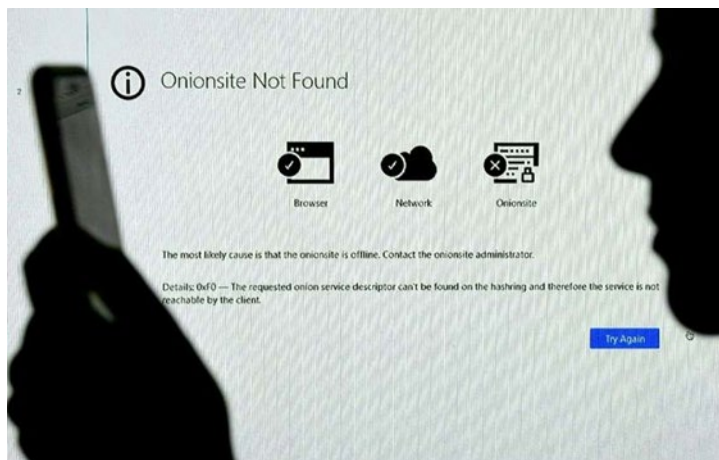 Onionsite Not Found
Browser
Network
Onionsite
The most likely cause is that the onionsite is offline. Contact the onionsite administrator.
Details: 0xF0 — The requested onion service descriptor can't be found on the hashring and therefore the service is not
reachable by the client.
Try Again